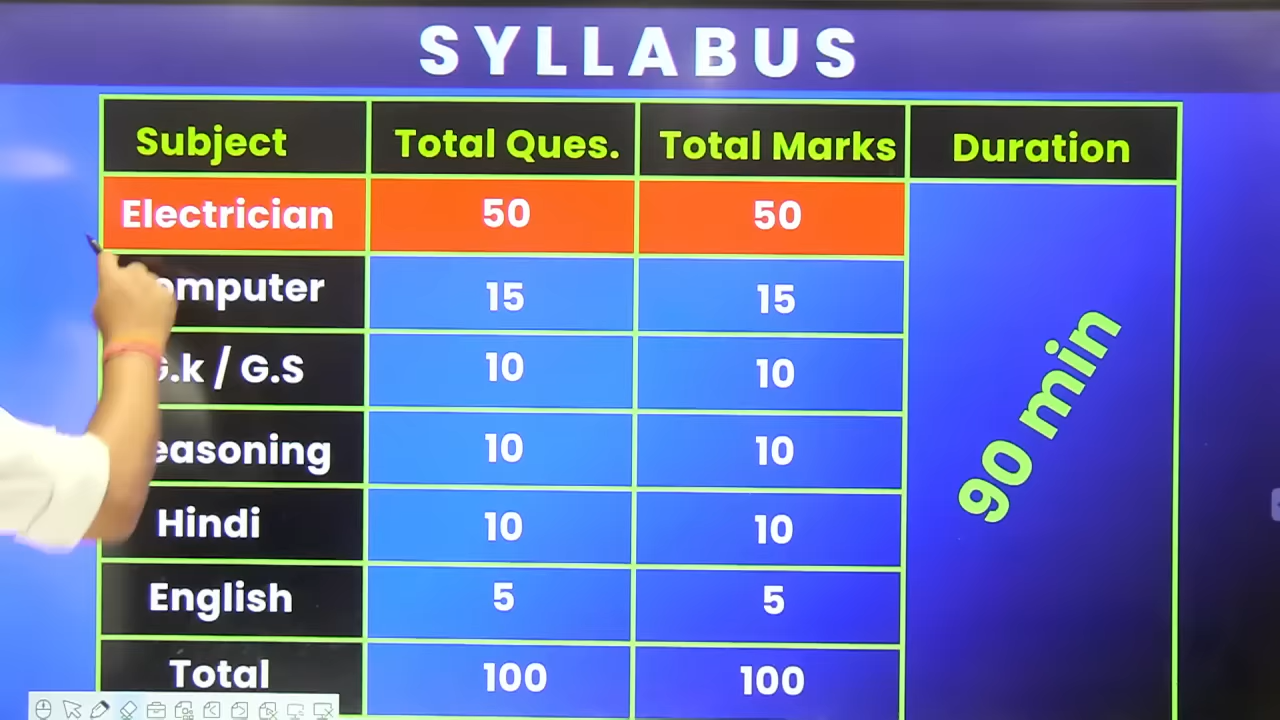 SYLLABUS
Subject Total Ques. Total Marks Duration
Electrician 50 50
omputer 15 15
G.k / G.S 10 10
easoning 10 10
90 min
Hindi 10 10
English 5 5
Total 100 100